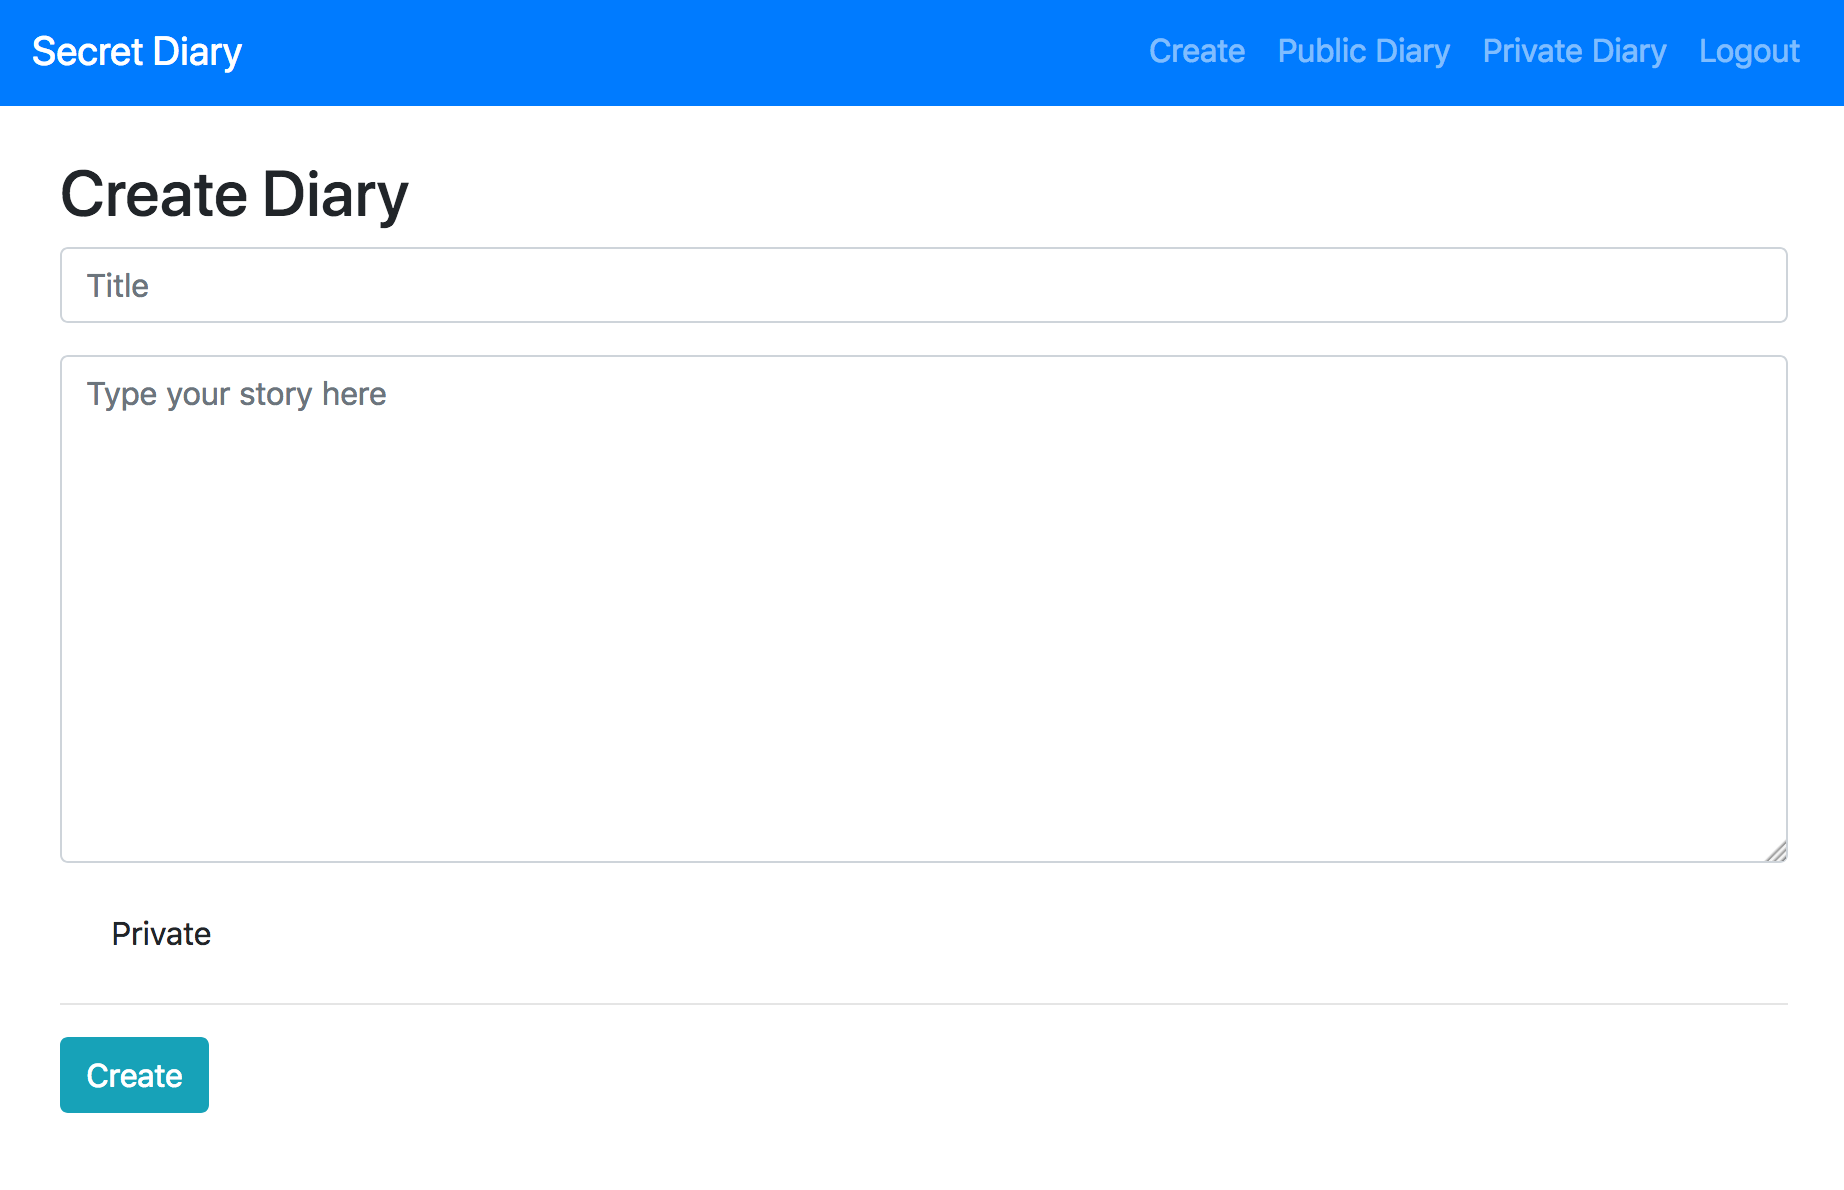 Secret Diary Create Public Diary Private Diary Logout
Create Diary
Title
Type your story here
Private
Create